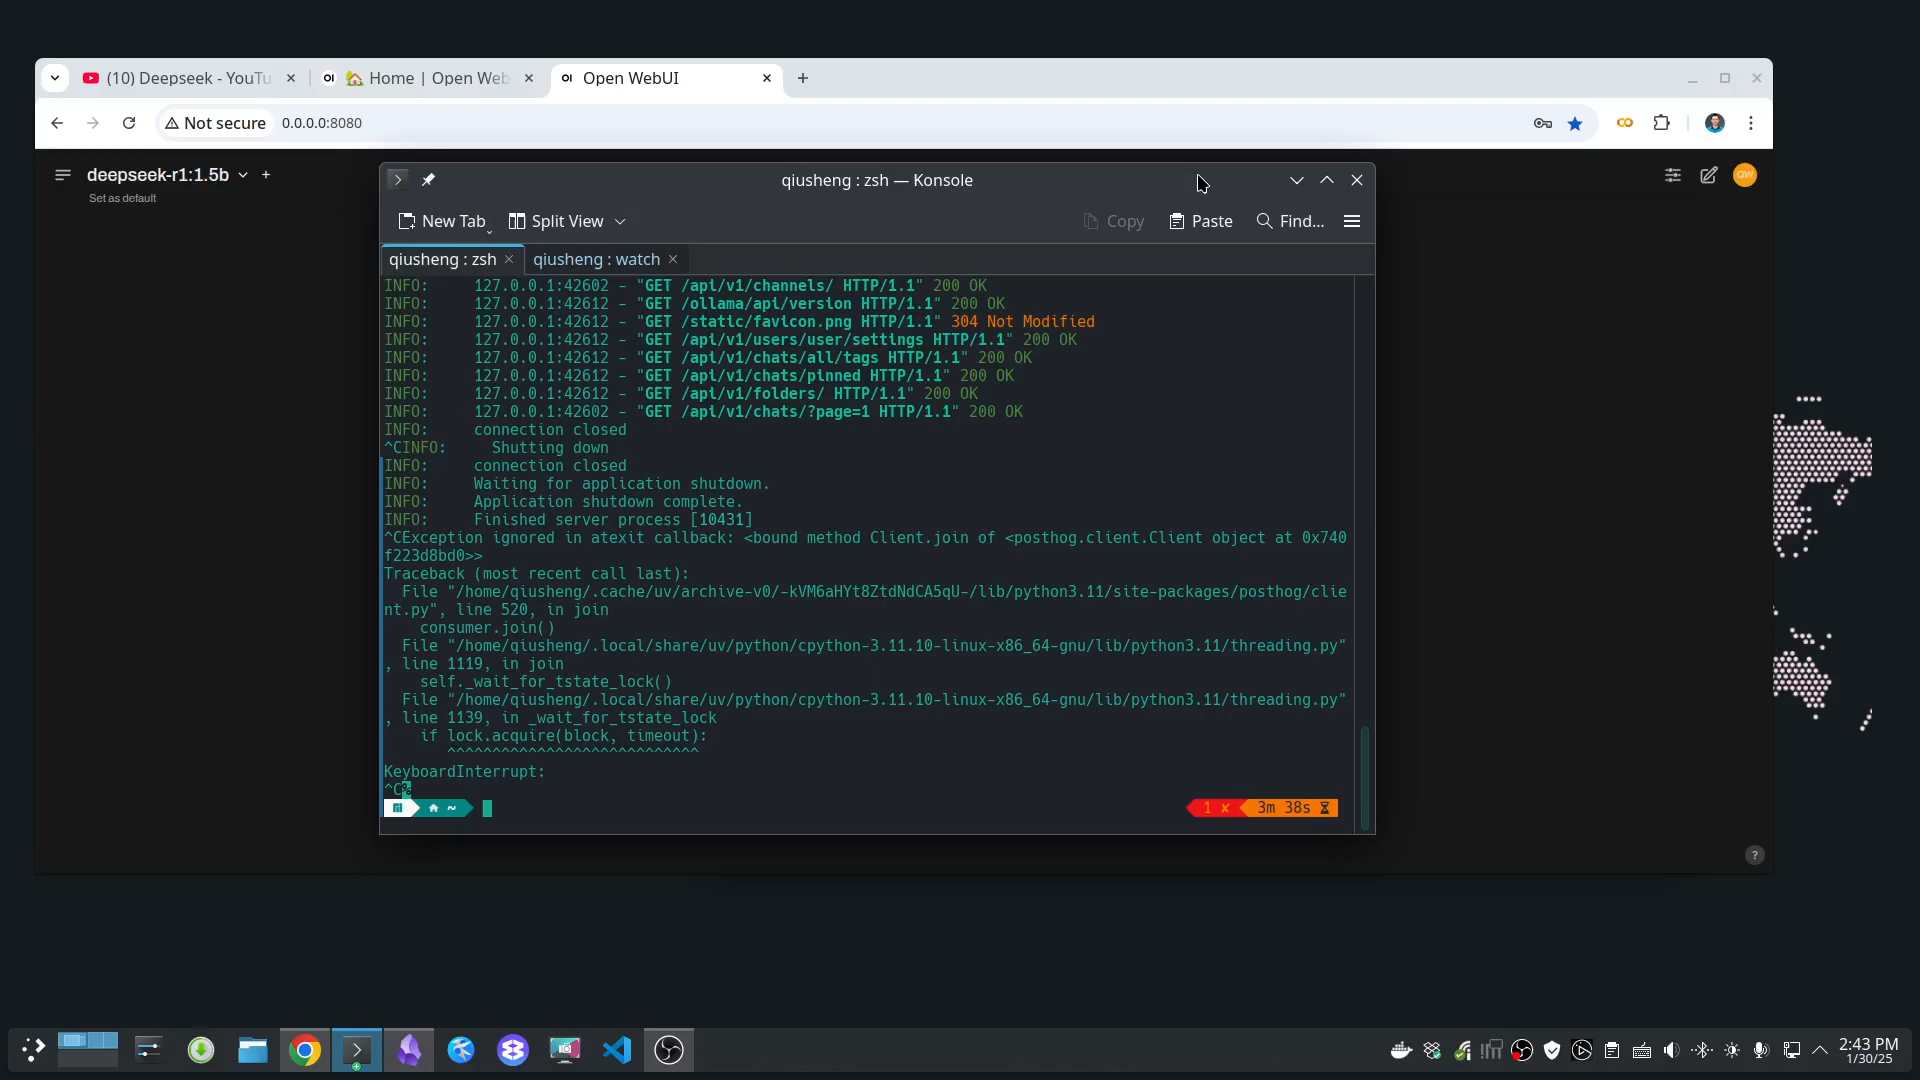 (10) Deepseek - YouTu
Home | Open Web
Open WebUI
Not secure
0.0.0.0:8080
deepseek-r1:1.5b
Set as default
QW
qiusheng : zsh — Konsole
New Tab
Split View
Copy
Paste
Find...
qiusheng : zsh
qiusheng : watch
INFO:     127.0.0.1:42602 - "GET /api/v1/channels/ HTTP/1.1" 200 OK
INFO:     127.0.0.1:42612 - "GET /ollama/api/version HTTP/1.1" 200 OK
INFO:     127.0.0.1:42612 - "GET /static/favicon.png HTTP/1.1" 304 Not Modified
INFO:     127.0.0.1:42612 - "GET /api/v1/users/user/settings HTTP/1.1" 200 OK
INFO:     127.0.0.1:42612 - "GET /api/v1/chats/all/tags HTTP/1.1" 200 OK
INFO:     127.0.0.1:42612 - "GET /api/v1/chats/pinned HTTP/1.1" 200 OK
INFO:     127.0.0.1:42612 - "GET /api/v1/folders/ HTTP/1.1" 200 OK
INFO:     127.0.0.1:42602 - "GET /api/v1/chats/?page=1 HTTP/1.1" 200 OK
INFO:     connection closed
^CINFO:     Shutting down
INFO:     connection closed
INFO:     Waiting for application shutdown.
INFO:     Application shutdown complete.
INFO:     Finished server process [10431]
^CException ignored in atexit callback: <bound method Client.join of <posthog.client.Client object at 0x740
f223d8bd0>>
Traceback (most recent call last):
  File "/home/qiusheng/.cache/uv/archive-v0/-kVM6aHYt8ZtdNdCA5qU-/lib/python3.11/site-packages/posthog/clie
nt.py", line 520, in join
    consumer.join()
  File "/home/qiusheng/.local/share/uv/python/cpython-3.11.10-linux-x86_64-gnu/lib/python3.11/threading.py"
, line 1119, in join
    self._wait_for_tstate_lock()
  File "/home/qiusheng/.local/share/uv/python/cpython-3.11.10-linux-x86_64-gnu/lib/python3.11/threading.py"
, line 1139, in _wait_for_tstate_lock
    if lock.acquire(block, timeout):
       ^^^^^^^^^^^^^^^^^^^^^^^^^^^^
KeyboardInterrupt:
^C%
~
1 ✘ 3m 38s
?
2:43 PM
1/30/25